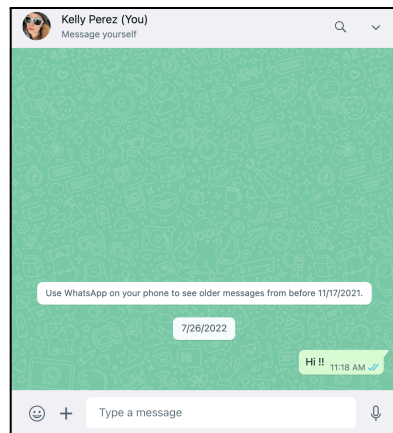 Kelly Perez (You)
Message yourself
Use WhatsApp on your phone to see older messages from before 11/17/2021.
7/26/2022
Hi !! 11:18 AM
Type a message